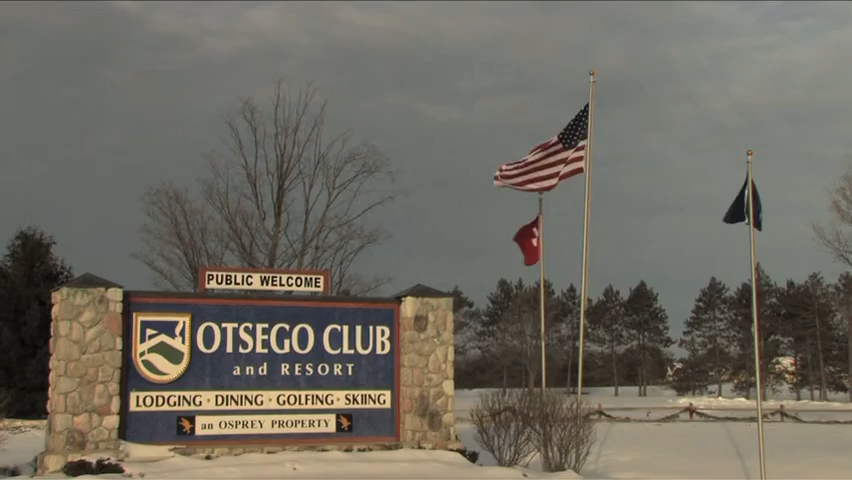 PUBLIC WELCOME
OTSEGO CLUB
and RESORT
LODGING · DINING · GOLFING · SKIING
an OSPREY PROPERTY